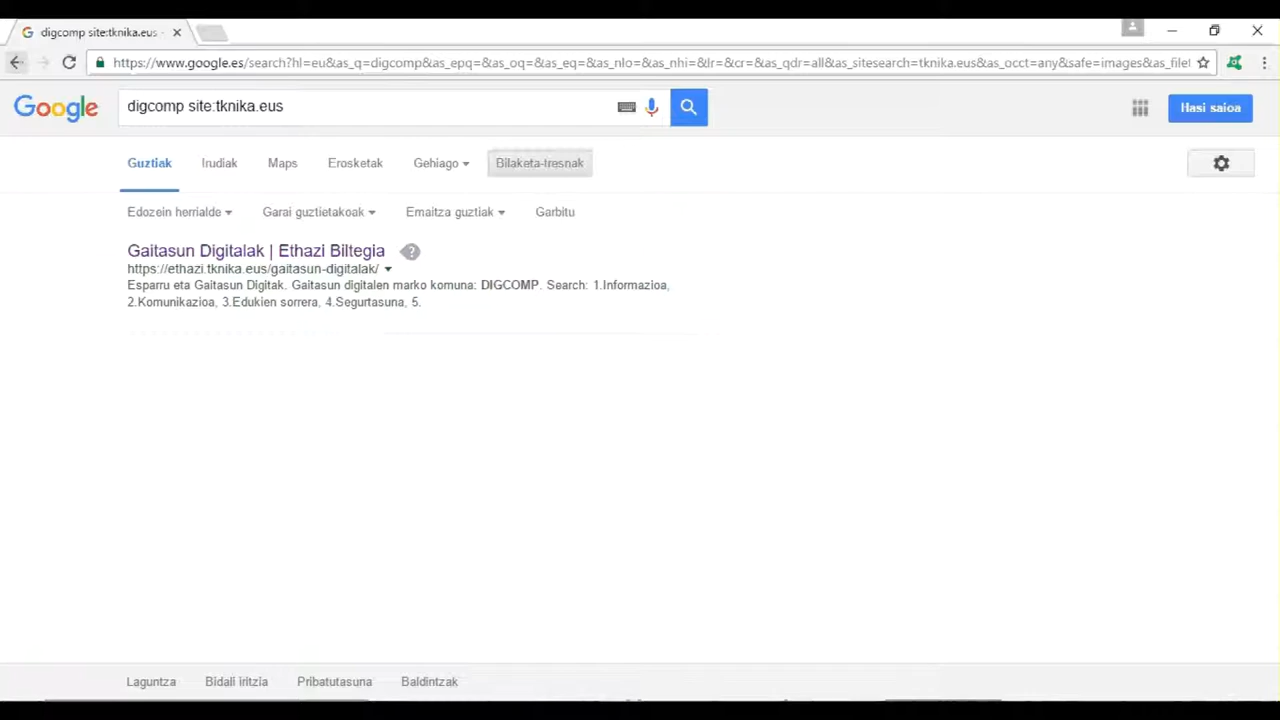 digcomp site:tknika.eus -
https://www.google.es/search?hl=eu&as_q=digcomp&as_epq=&as_oq=&as_eq=&as_nlo=&as_nhi=&lr=&cr=&as_qdr=all&as_sitesearch=tknika.eus&as_occt=any&safe=images&as_filet
Google
digcomp site:tknika.eus
Hasi saioa
Guztiak Irudiak Maps Erosketak Gehiago Bilaketa-tresnak
Edozein herrialde Garai guztietakoak Emaitza guztiak Garbitu
Gaitasun Digitalak | Ethazi Biltegia ?
https://ethazi.tknika.eus/gaitasun-digitalak/
Esparru eta Gaitasun Digitak. Gaitasun digitalen marko komuna: DIGCOMP. Search: 1.Informazioa,
2.Komunikazioa, 3.Edukien sorrera, 4.Segurtasuna, 5.
Laguntza Bidali iritzia Pribatutasuna Baldintzak